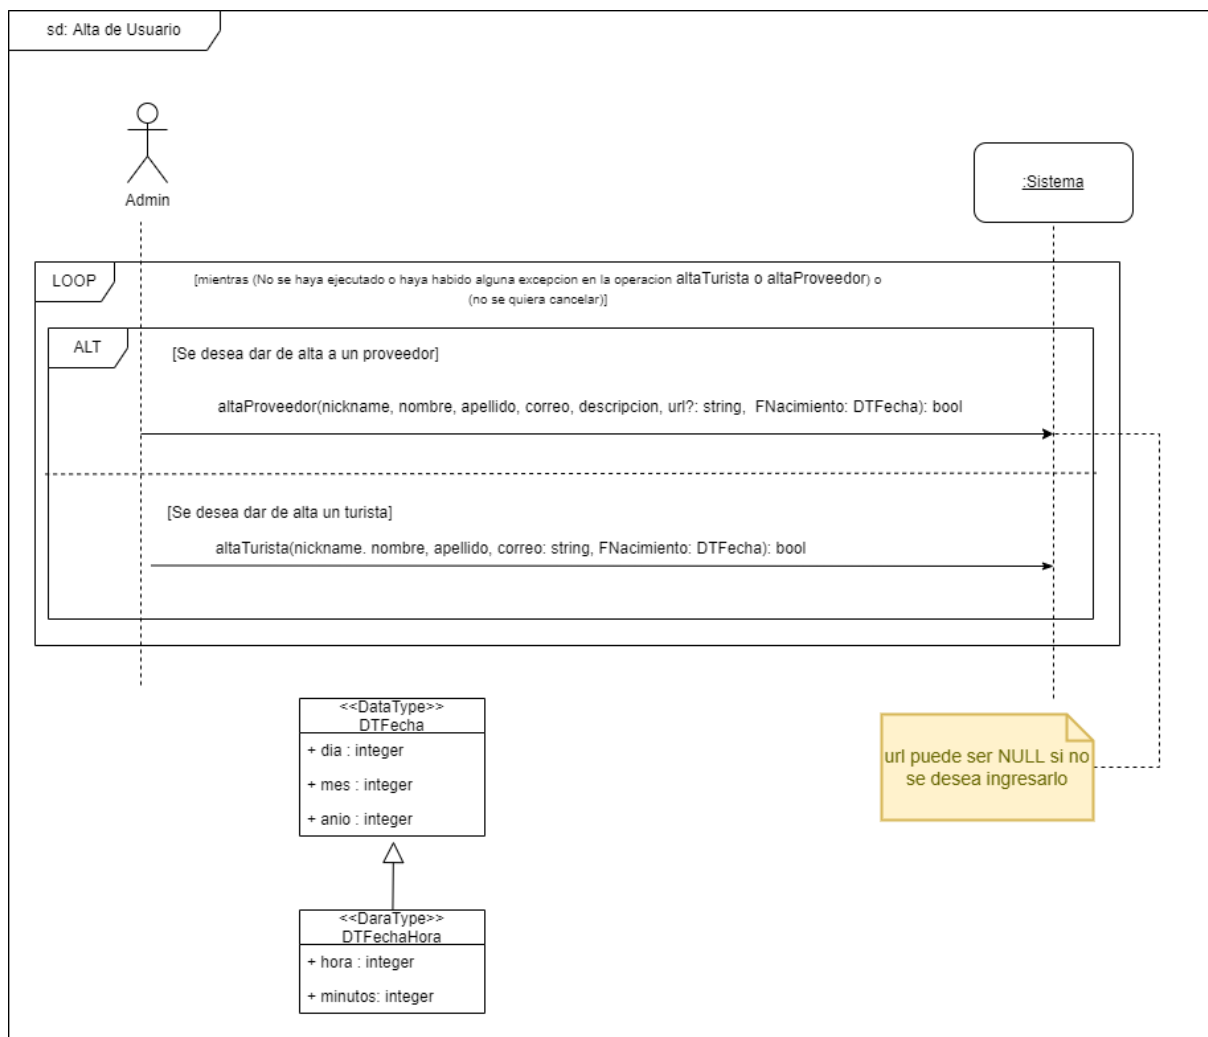 sd: Alta de Usuario
Admin
:Sistema
LOOP
[mientras (No se haya ejecutado o haya habido alguna excepcion en la operacion altaTurista o altaProveedor) o
(no se quiera cancelar)]
ALT
[Se desea dar de alta a un proveedor]
altaProveedor(nickname, nombre, apellido, correo, descripcion, url?: string, FNacimiento: DTFecha): bool
[Se desea dar de alta un turista]
altaTurista(nickname. nombre, apellido, correo: string, FNacimiento: DTFecha): bool
<<DataType>>
DTFecha
+ dia : integer
+ mes : integer
+ anio : integer
url puede ser NULL si no
se desea ingresarlo
<<DaraType>>
DTFechaHora
+ hora : integer
+ minutos: integer